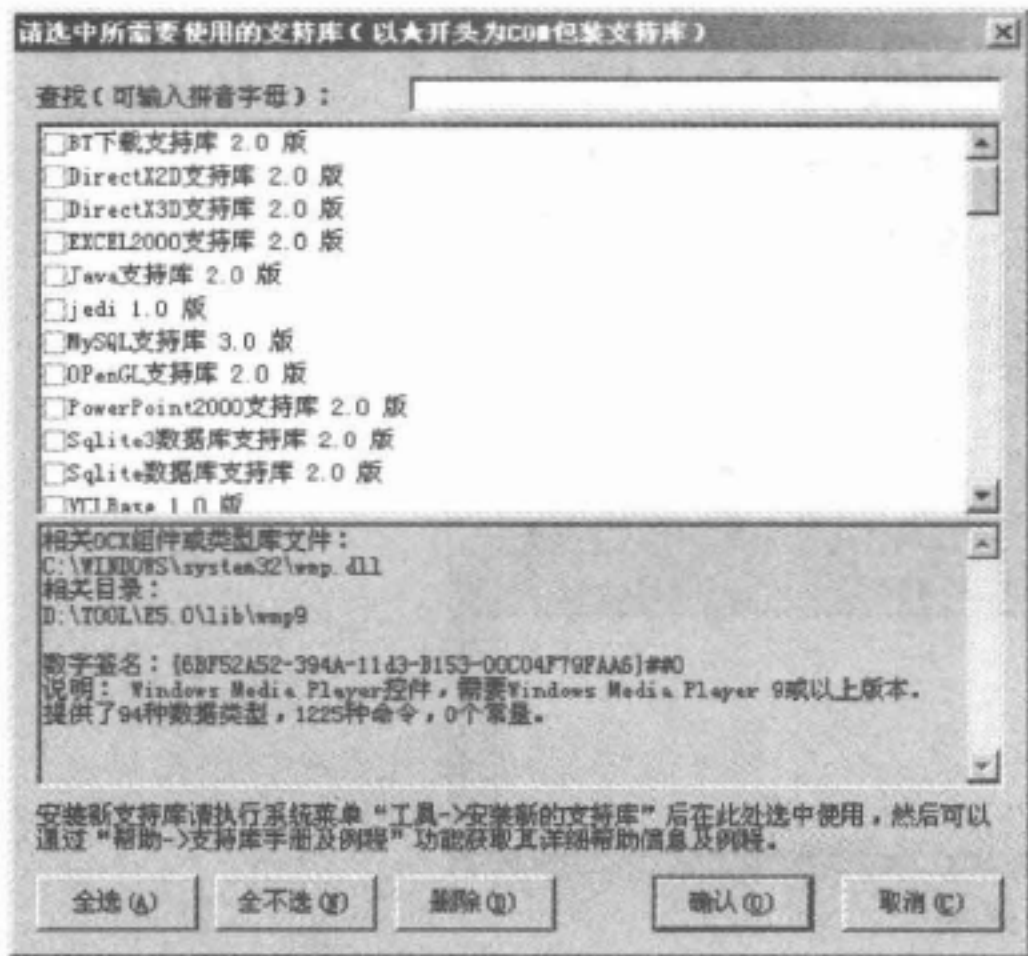 请选中所需要使用的支持库(以★开头为COM包装支持库)
查找(可输入拼音字母):
BT下载支持库 2.0 版
DirectX2D支持库 2.0 版
DirectX3D支持库 2.0 版
EXCEL2000支持库 2.0 版
Java支持库 2.0 版
jedi 1.0 版
MySQL支持库 3.0 版
OPenGL支持库 2.0 版
PowerPoint2000支持库 2.0 版
Sqlite3数据库支持库 2.0 版
Sqlite数据库支持库 2.0 版
VCLBase 1.0 版
相关OCX组件或类型库文件:
C:\WINDOWS\system32\wmp.dll
相关目录:
D:\TOOL\E5.0\lib\wmp9
数字签名:{6BF52A52-394A-11d3-B153-00C04F79FAA6}##0
说明: Windows Media Player控件,需要Windows Media Player 9或以上版本.
提供了94种数据类型,1225种命令,0个常量。
安装新支持库请执行系统菜单“工具->安装新的支持库”后在此处选中使用,然后可以
通过“帮助->支持库手册及例程”功能获取其详细帮助信息及例程。
全选(A) 全不选(N) 删除(D) 确认(O) 取消(C)